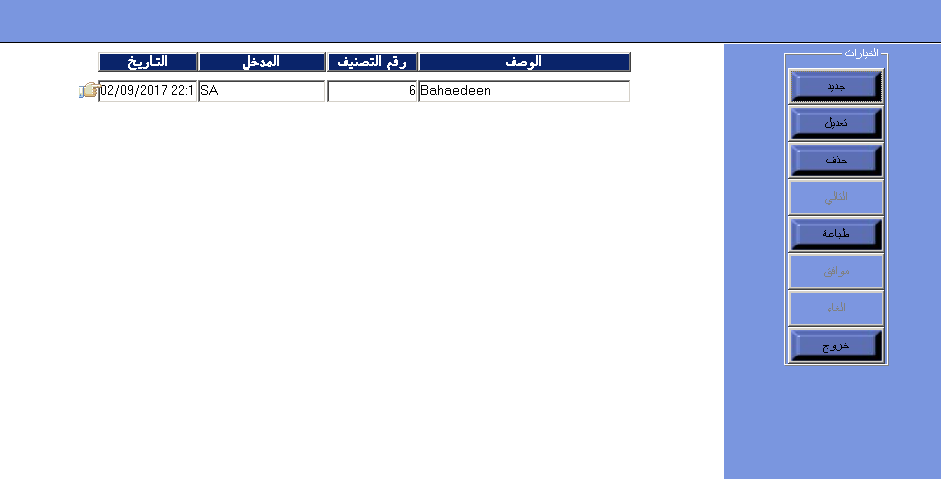 الوصف رقم التصنيف المدخل التاريخ
02/09/2017 22:1 SA 6 Bahaedeen
الخيارات
جديد
تعديل
حذف
التالي
طباعة
موافق
الغاء
خروج